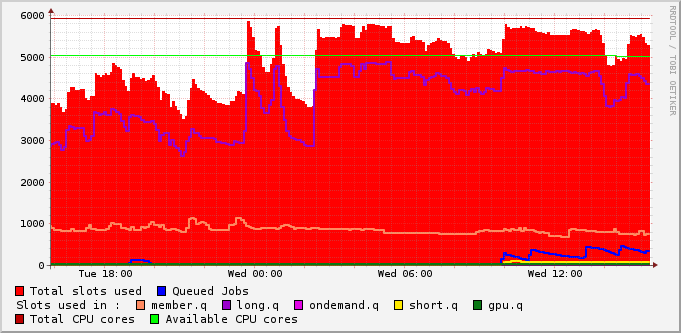 RRDTOOL / TOBI OETIKER
6000
5000
4000
3000
2000
1000
0
Tue 18:00 Wed 00:00 Wed 06:00 Wed 12:00
Total slots used Queued Jobs
Slots used in : member.q long.q ondemand.q short.q gpu.q
Total CPU cores Available CPU cores